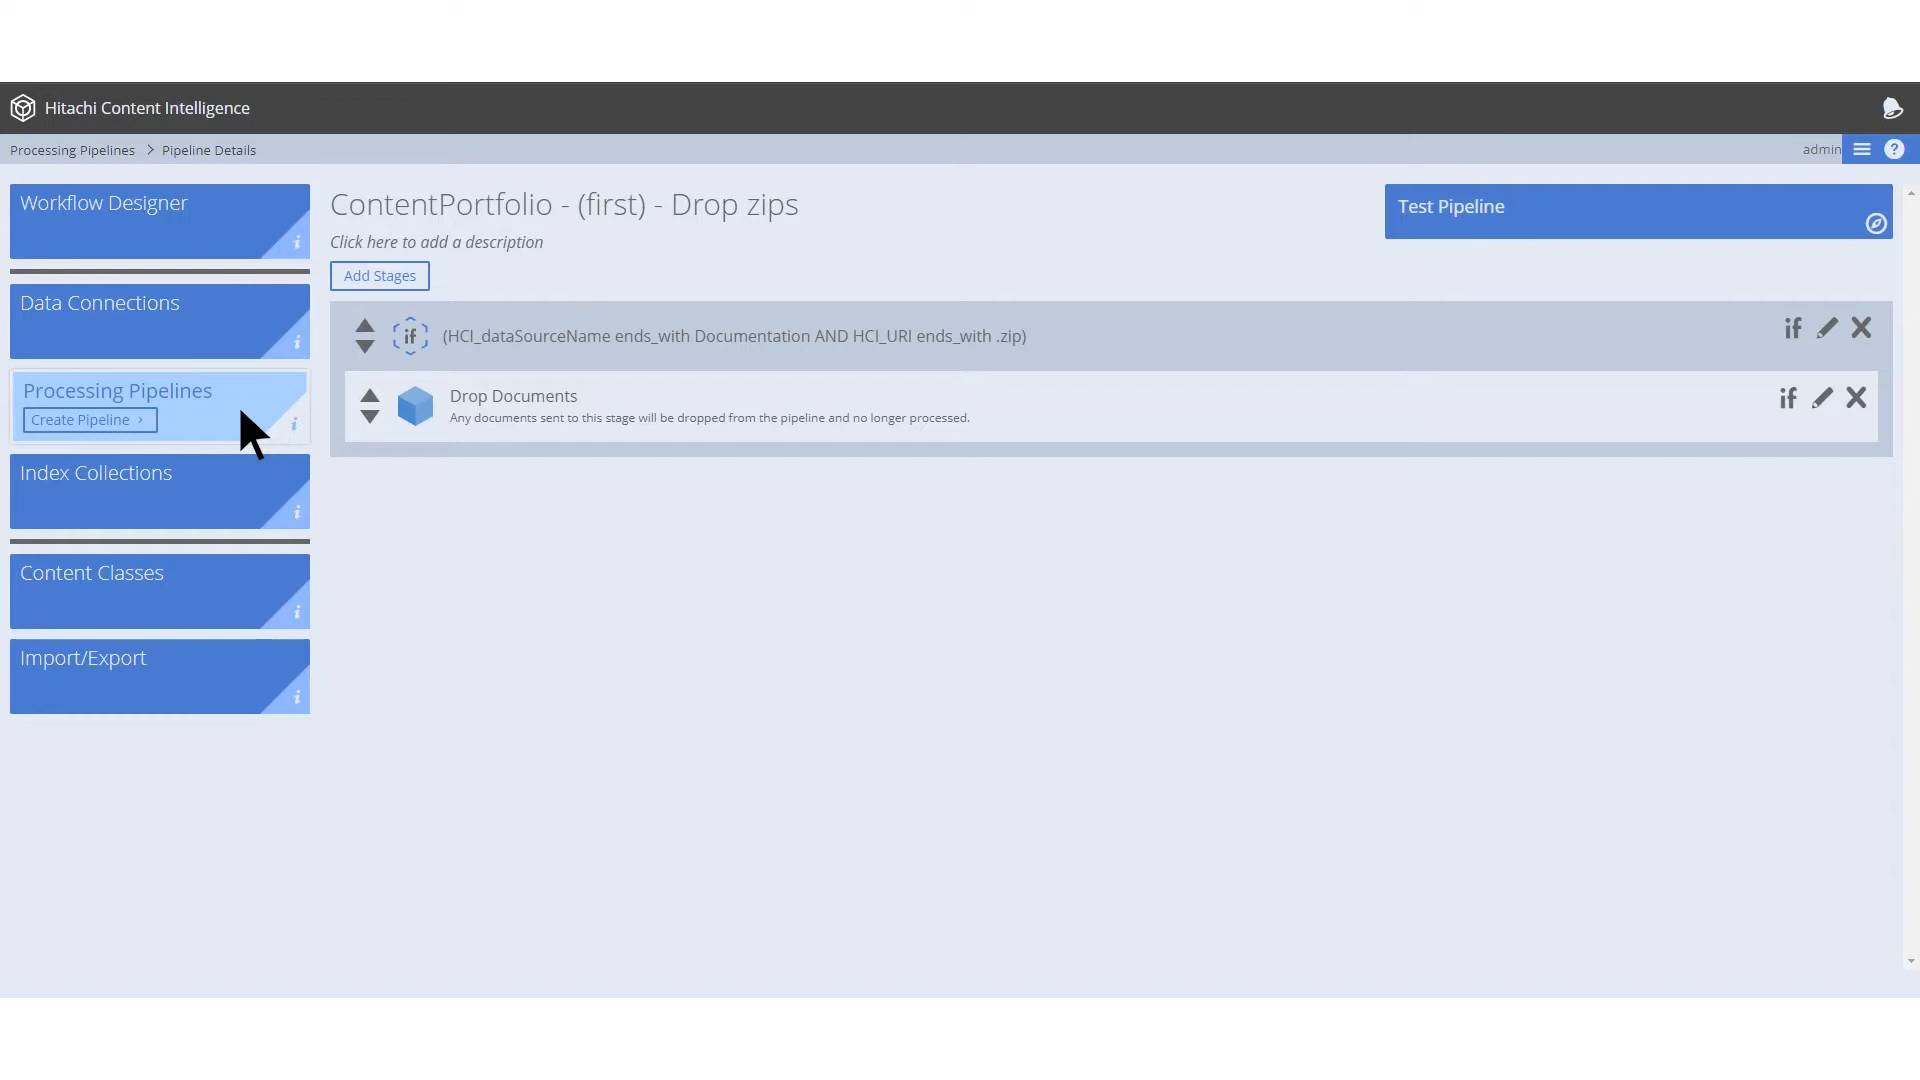 Hitachi Content Intelligence
Processing Pipelines > Pipeline Details
admin
?
Workflow Designer
i
Data Connections
i
Processing Pipelines
Create Pipeline ›
i
Index Collections
i
Content Classes
i
Import/Export
i
ContentPortfolio - (first) - Drop zips
Click here to add a description
Add Stages
Test Pipeline
if (HCI_dataSourceName ends_with Documentation AND HCI_URI ends_with .zip)
if
Drop Documents
Any documents sent to this stage will be dropped from the pipeline and no longer processed.
if